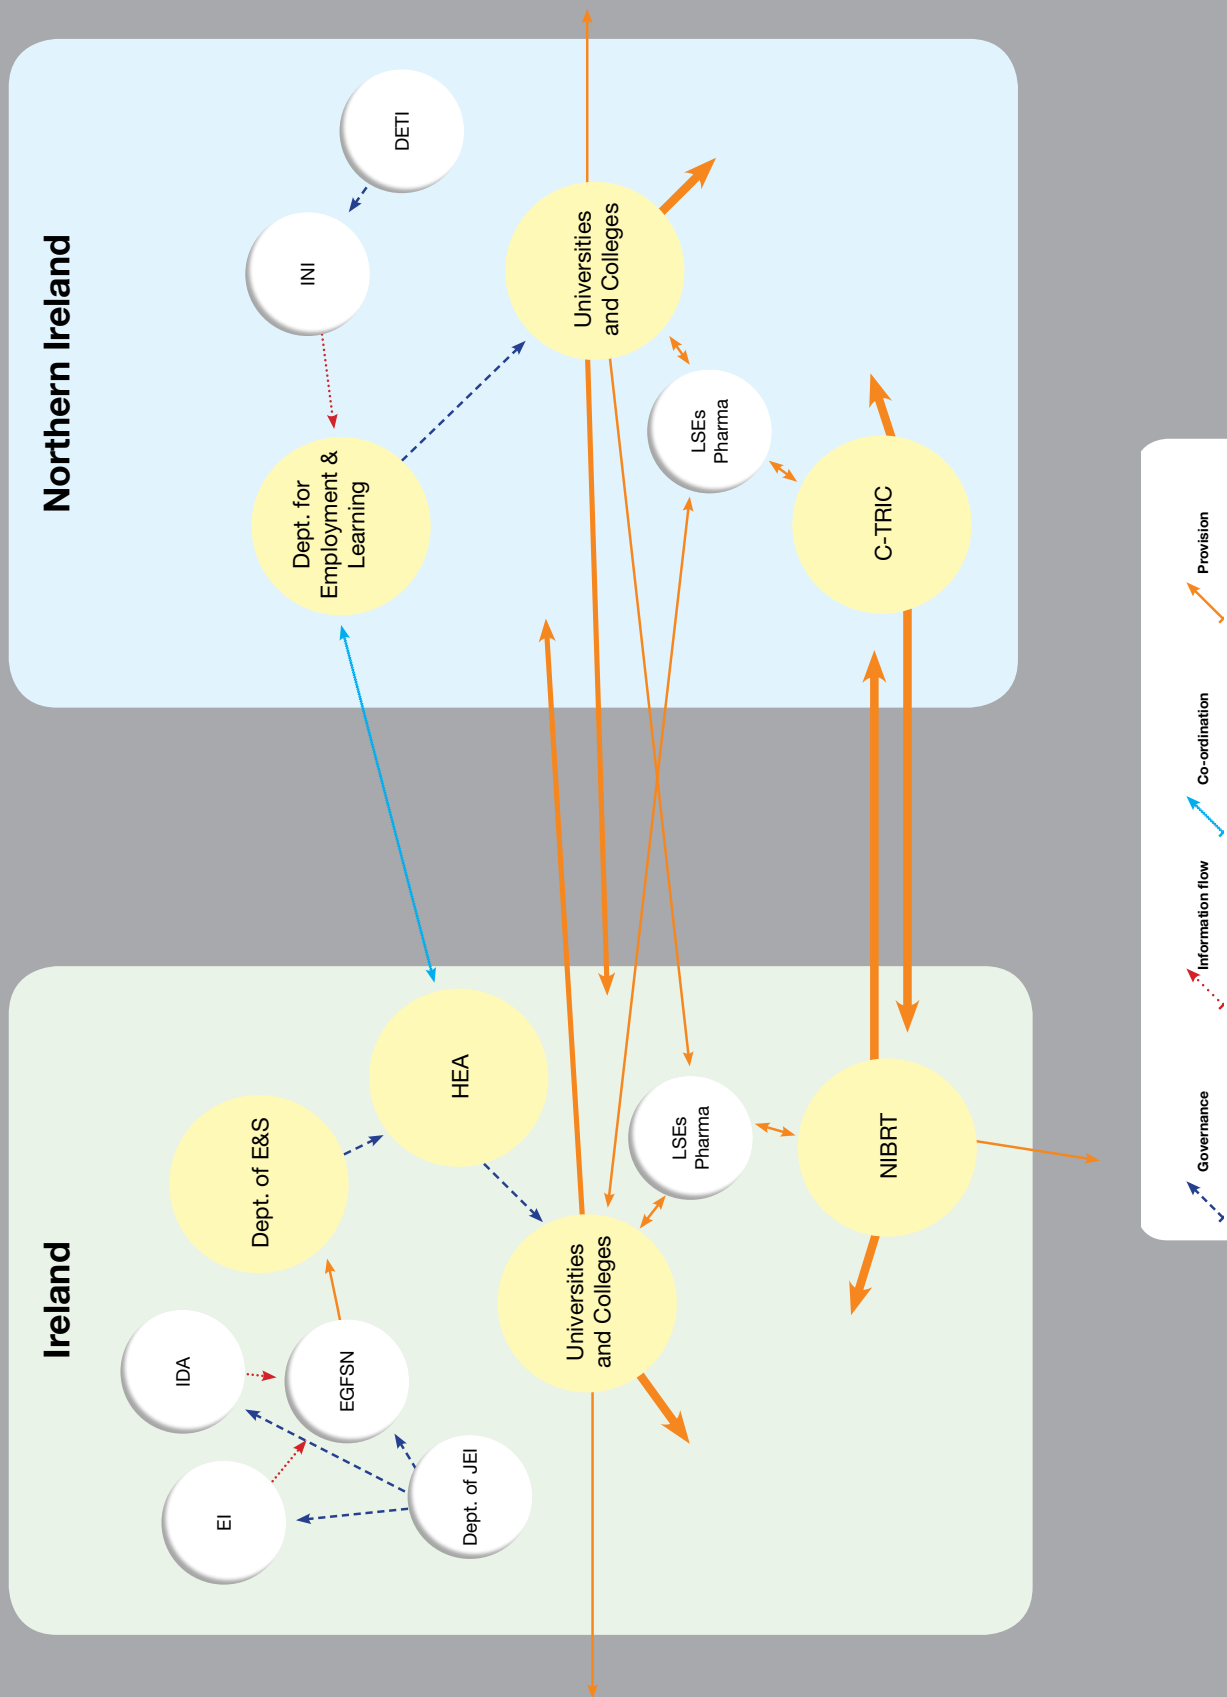 Ireland
Northern Ireland
IDA
EI
EGFSN
Dept. of E&S
Dept. of JEI
HEA
Universities
and Colleges
LSEs
Pharma
NIBRT
INI
DETI
Dept. for
Employment &
Learning
Universities
and Colleges
LSEs
Pharma
C-TRIC
Governance
Information flow
Co-ordination
Provision